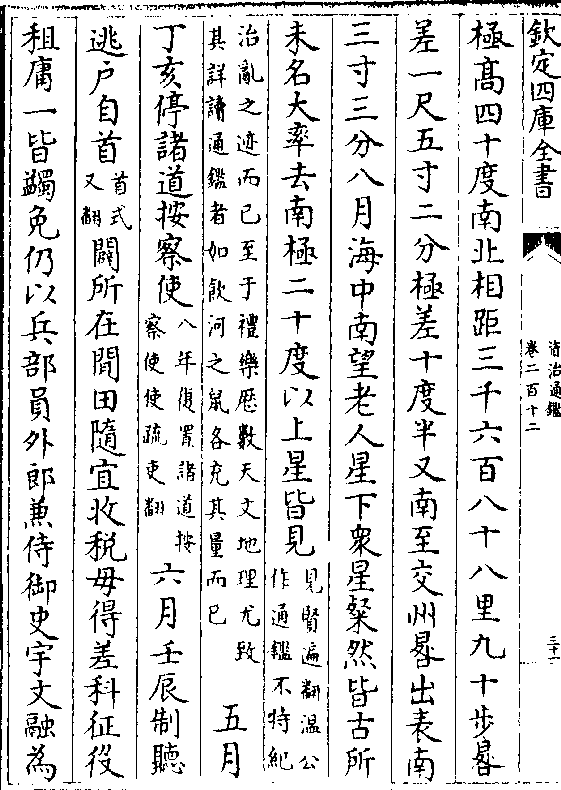 欽定四庫全書
資治通鑑
卷二百十二
三十一
極髙四十度南北相距三千六百八十八里九十步晷
差一尺五寸二分極差十度半又南至交州晷出表南
三寸三分八月海中南望老人星下衆星粲然皆古所
未名大率去南極二十度以上星皆見
見賢遍翻温公
作通鑑不特紀
治亂之迹而已至于禮樂厯數天文地理尤致
其詳讀通鑑者如飲河之鼠各充其量而已
五月
丁亥停諸道按察使
八年復置諸道按
察使使疏吏翻
六月壬辰制聽
逃户自首
首式
又翻
闢所在閒田隨宜收税毋得差科征役
租庸一皆蠲免仍以兵部員外郎兼侍御史宇文融為